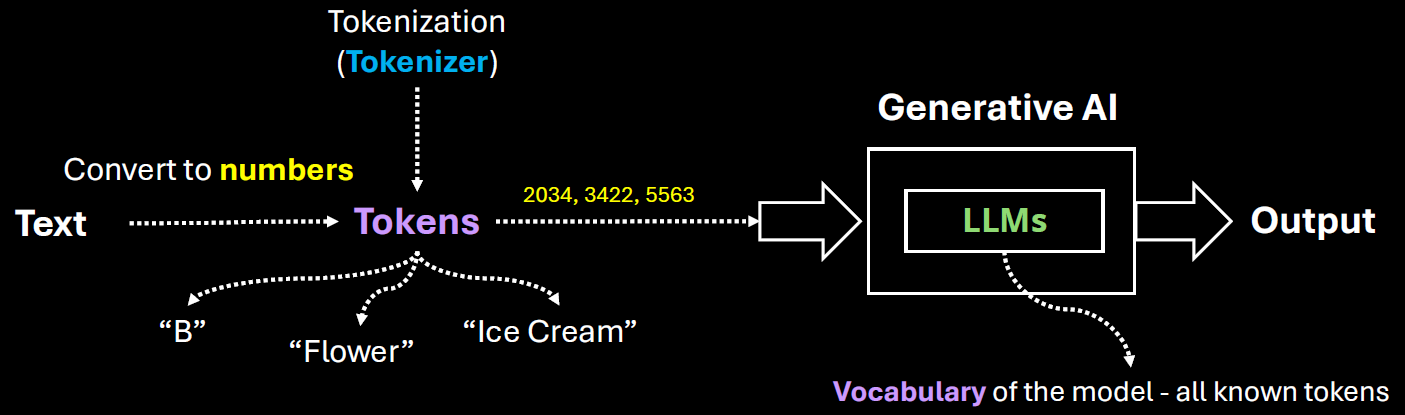 Tokenization
(Tokenizer)
Generative AI
Convert to numbers
2034, 3422, 5563
Text
Tokens
LLMs
Output
“B”
“Flower”
“Ice Cream”
Vocabulary of the model - all known tokens